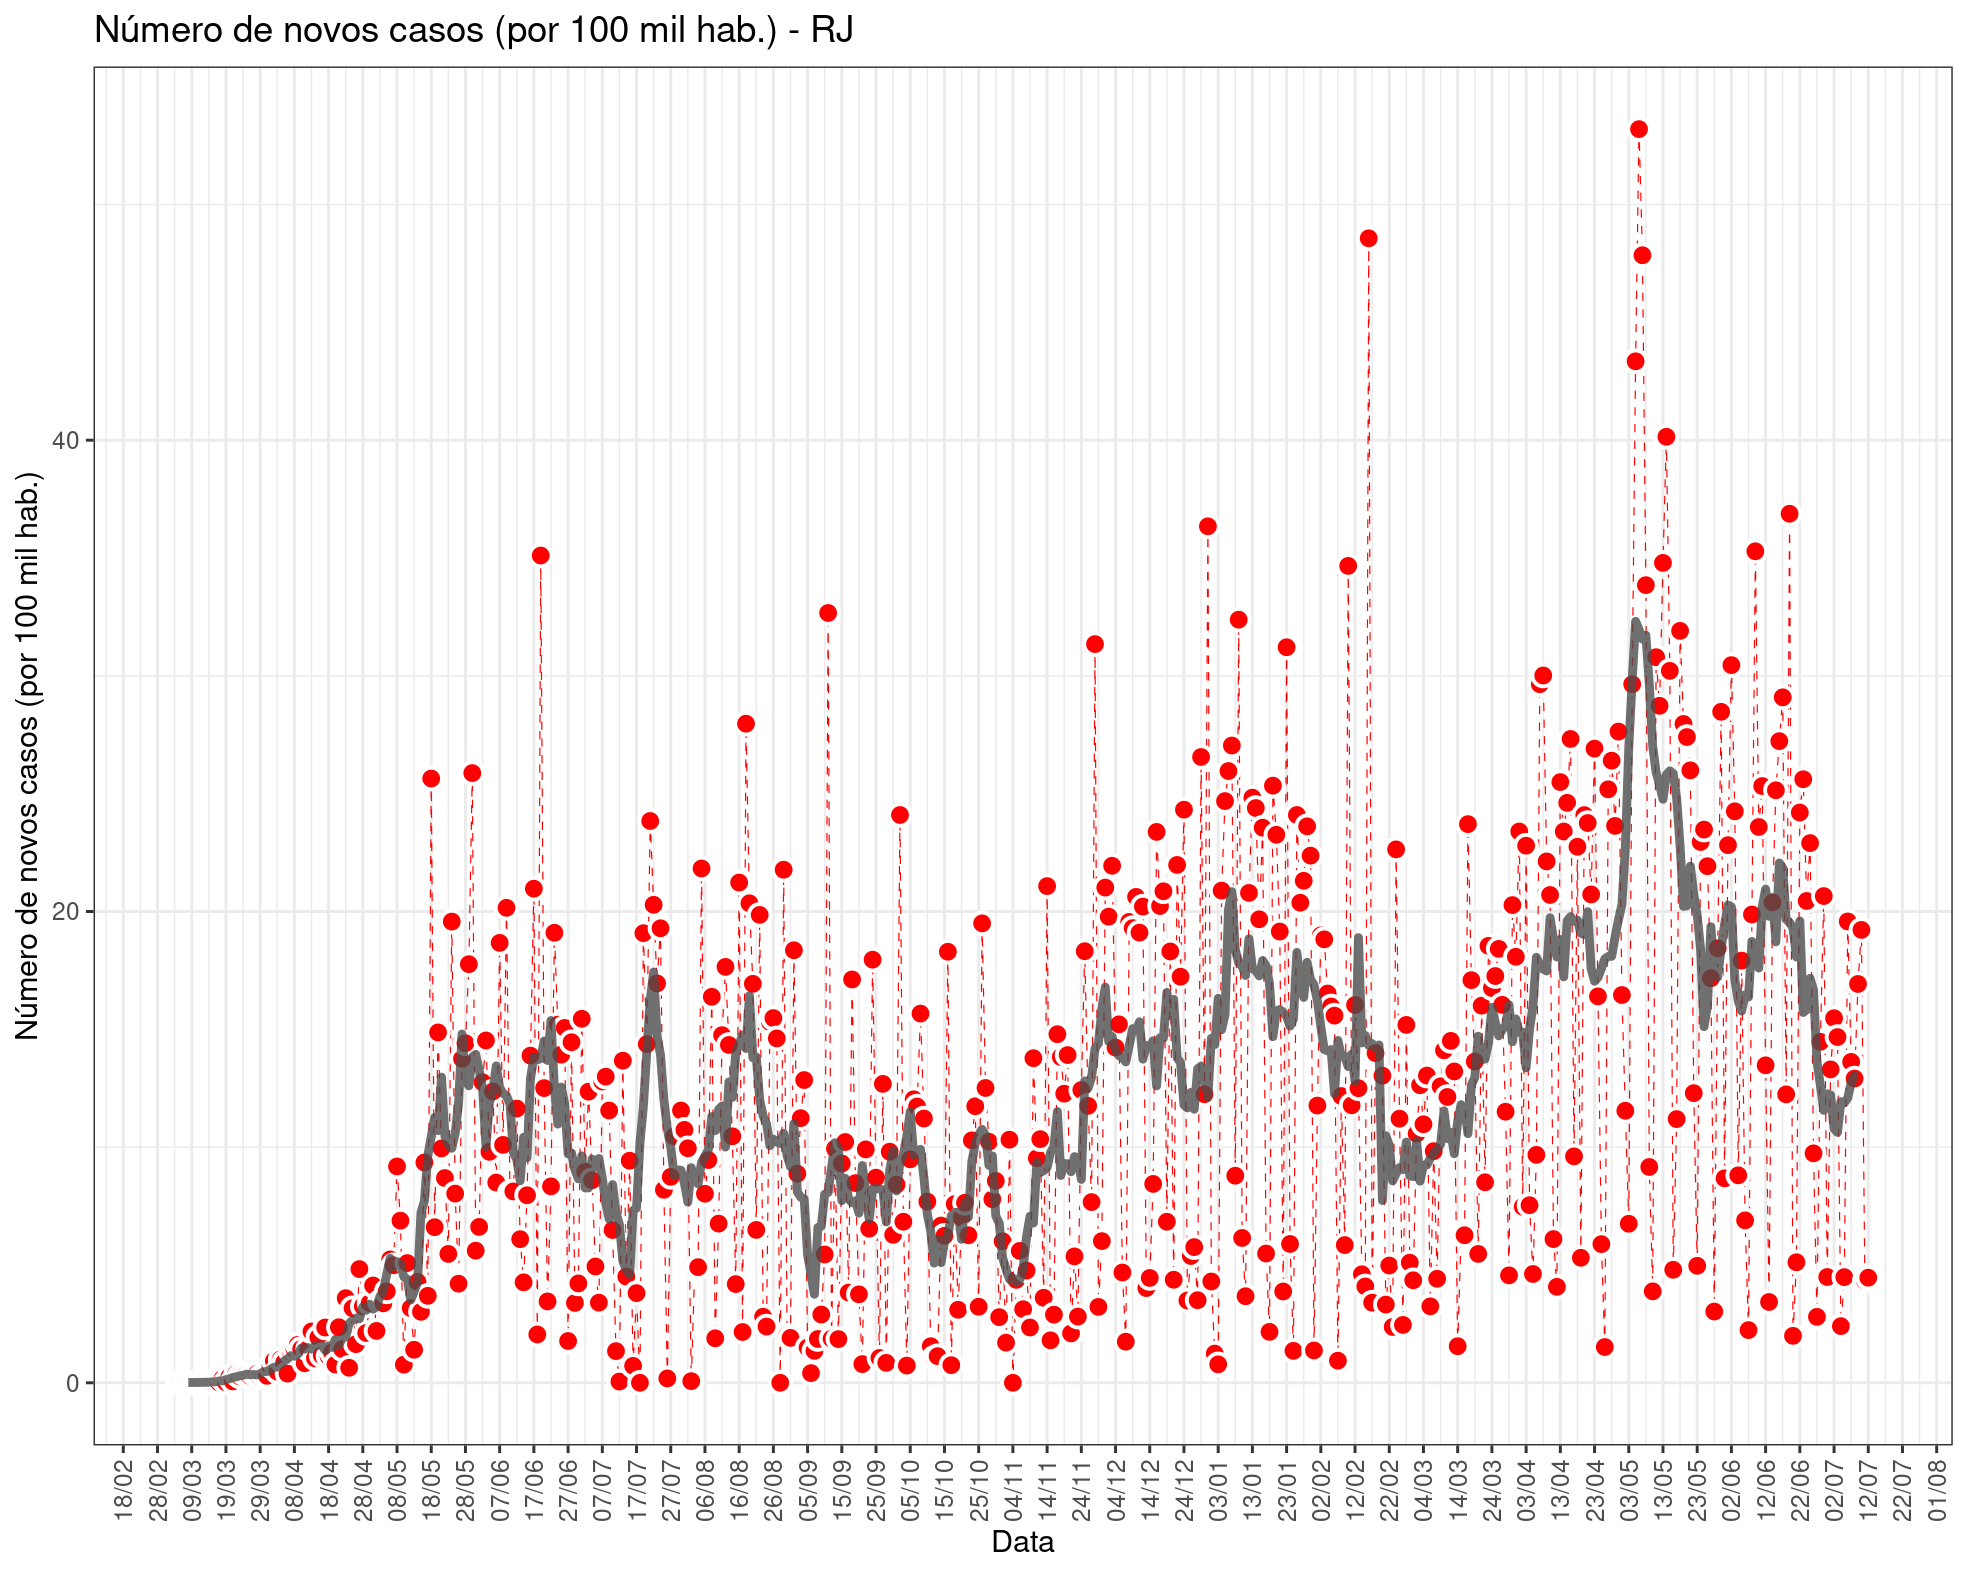 Número de novos casos (por 100 mil hab.) - RJ
Número de novos casos (por 100 mil hab.)
40
20
0
18/02 28/02 09/03 19/03 29/03 08/04 18/04 28/04 08/05 18/05 28/05 07/06 17/06 27/06 07/07 17/07 27/07 06/08 16/08 26/08 05/09 15/09 25/09 05/10 15/10 25/10 04/11 14/11 24/11 04/12 14/12 24/12 03/01 13/01 23/01 02/02 12/02 22/02 04/03 14/03 24/03 03/04 13/04 23/04 03/05 13/05 23/05 02/06 12/06 22/06 02/07 12/07 22/07 01/08
Data